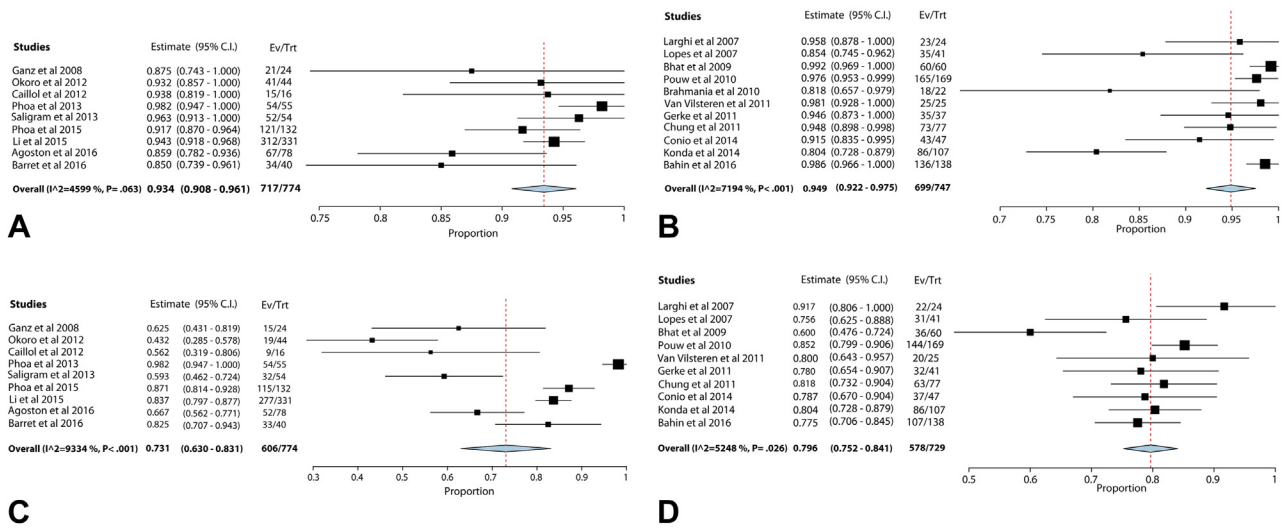 Studies Estimate (95% C.I.) Ev/Trt
Ganz et al 2008 0.875 (0.743 - 1.000) 21/24
Okoro et al 2012 0.932 (0.857 - 1.000) 41/44
Caillol et al 2012 0.938 (0.819 - 1.000) 15/16
Phoa et al 2013 0.982 (0.947 - 1.000) 54/55
Saligram et al 2013 0.963 (0.913 - 1.000) 52/54
Phoa et al 2015 0.917 (0.870 - 0.964) 121/132
Li et al 2015 0.943 (0.918 - 0.968) 312/331
Agoston et al 2016 0.859 (0.782 - 0.936) 67/78
Barret et al 2016 0.850 (0.739 - 0.961) 34/40
Overall (I^2=4599 %, P= .063) 0.934 (0.908 - 0.961) 717/774
0.75 0.8 0.85 0.9 0.95 1
Proportion
A
Studies Estimate (95% C.I.) Ev/Trt
Larghi et al 2007 0.958 (0.878 - 1.000) 23/24
Lopes et al 2007 0.854 (0.745 - 0.962) 35/41
Bhat et al 2009 0.992 (0.969 - 1.000) 60/60
Pouw et al 2010 0.976 (0.953 - 0.999) 165/169
Brahmania et al 2010 0.818 (0.657 - 0.979) 18/22
Van Vilsteren et al 2011 0.981 (0.928 - 1.000) 25/25
Gerke et al 2011 0.946 (0.873 - 1.000) 35/37
Chung et al 2011 0.948 (0.898 - 0.998) 73/77
Conio et al 2014 0.915 (0.835 - 0.995) 43/47
Konda et al 2014 0.804 (0.728 - 0.879) 86/107
Bahin et al 2016 0.986 (0.966 - 1.000) 136/138
Overall (I^2=7194 %, P< .001) 0.949 (0.922 - 0.975) 699/747
0.7 0.75 0.8 0.85 0.9 0.95 1
Proportion
B
Studies Estimate (95% C.I.) Ev/Trt
Ganz et al 2008 0.625 (0.431 - 0.819) 15/24
Okoro et al 2012 0.432 (0.285 - 0.578) 19/44
Caillol et al 2012 0.562 (0.319 - 0.806) 9/16
Phoa et al 2013 0.982 (0.947 - 1.000) 54/55
Saligram et al 2013 0.593 (0.462 - 0.724) 32/54
Phoa et al 2015 0.871 (0.814 - 0.928) 115/132
Li et al 2015 0.837 (0.797 - 0.877) 277/331
Agoston et al 2016 0.667 (0.562 - 0.771) 52/78
Barret et al 2016 0.825 (0.707 - 0.943) 33/40
Overall (I^2=9334 %, P< .001) 0.731 (0.630 - 0.831) 606/774
0.3 0.4 0.5 0.6 0.7 0.8 0.9 1
Proportion
C
Studies Estimate (95% C.I.) Ev/Trt
Larghi et al 2007 0.917 (0.806 - 1.000) 22/24
Lopes et al 2007 0.756 (0.625 - 0.888) 31/41
Bhat et al 2009 0.600 (0.476 - 0.724) 36/60
Pouw et al 2010 0.852 (0.799 - 0.906) 144/169
Van Vilsteren et al 2011 0.800 (0.643 - 0.957) 20/25
Gerke et al 2011 0.780 (0.654 - 0.907) 32/41
Chung et al 2011 0.818 (0.732 - 0.904) 63/77
Conio et al 2014 0.787 (0.670 - 0.904) 37/47
Konda et al 2014 0.804 (0.728 - 0.879) 86/107
Bahin et al 2016 0.775 (0.706 - 0.845) 107/138
Overall (I^2=5248 %, P= .026) 0.796 (0.752 - 0.841) 578/729
0.5 0.6 0.7 0.8 0.9 1
Proportion
D